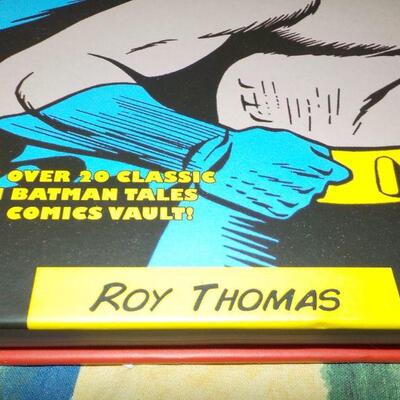 OVER 20 CLASSIC
BATMAN TALES
COMICS VAULT!
ROY THOMAS